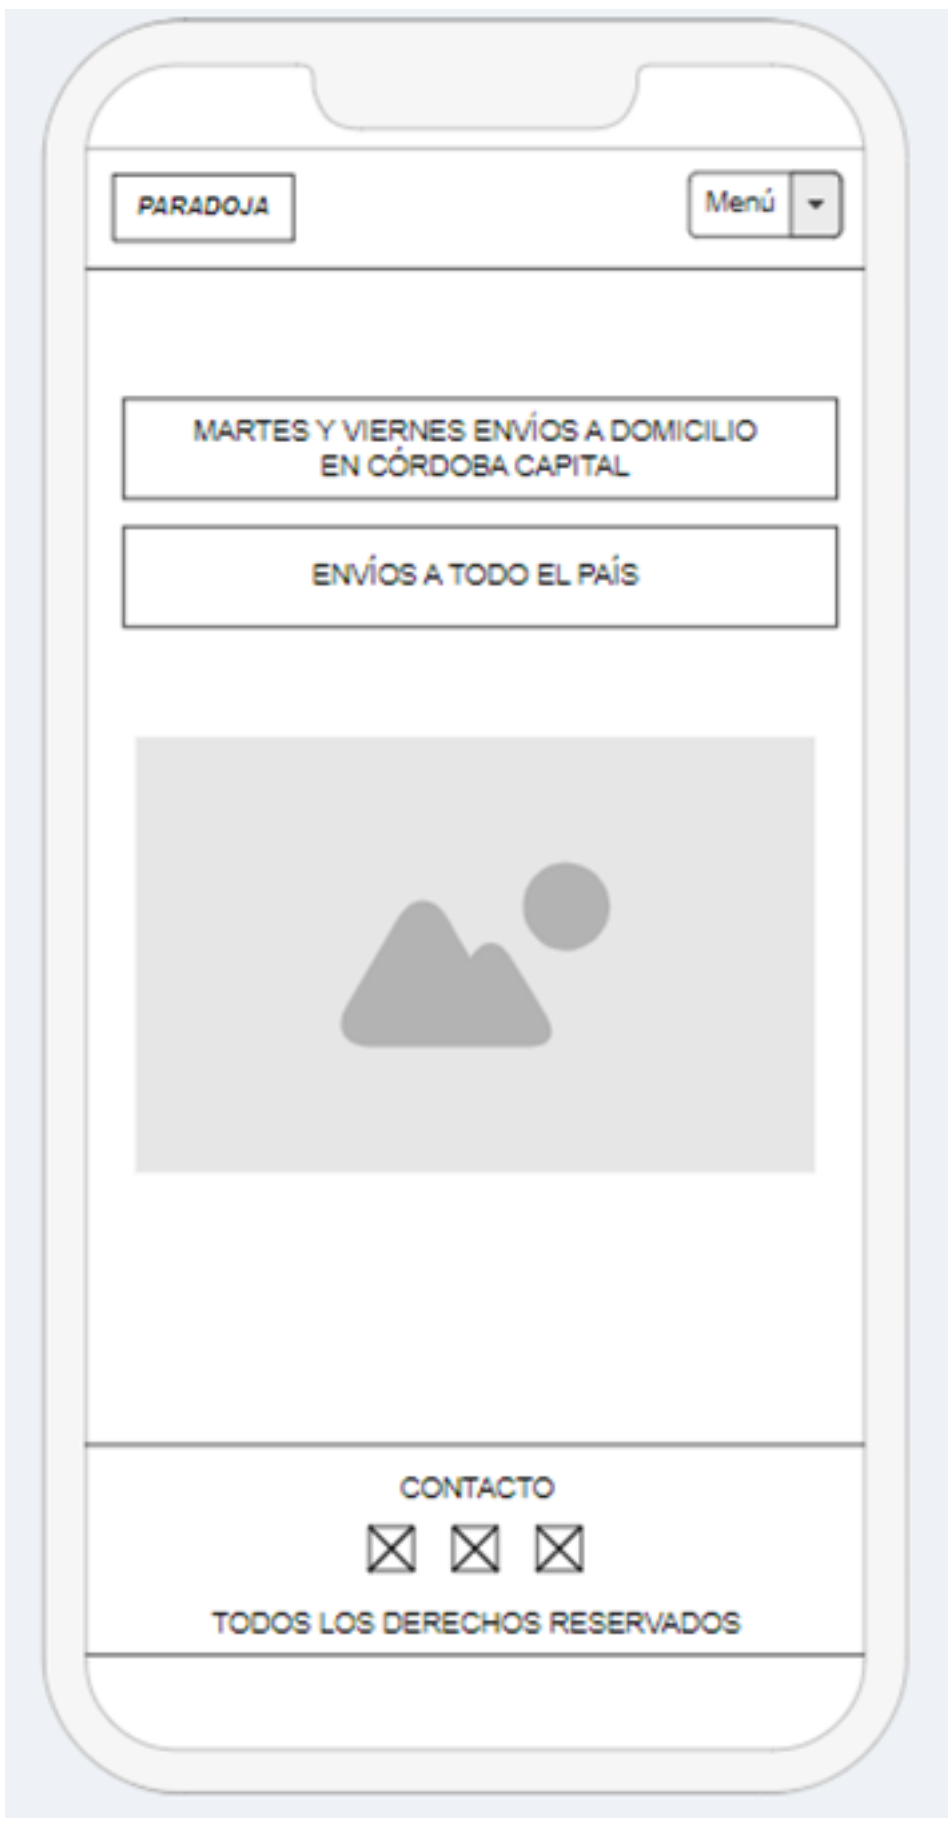 PARADOJA
Menú
MARTES Y VIERNES ENVÍOS A DOMICILIO
EN CÓRDOBA CAPITAL
ENVÍOS A TODO EL PAÍS
CONTACTO
TODOS LOS DERECHOS RESERVADOS